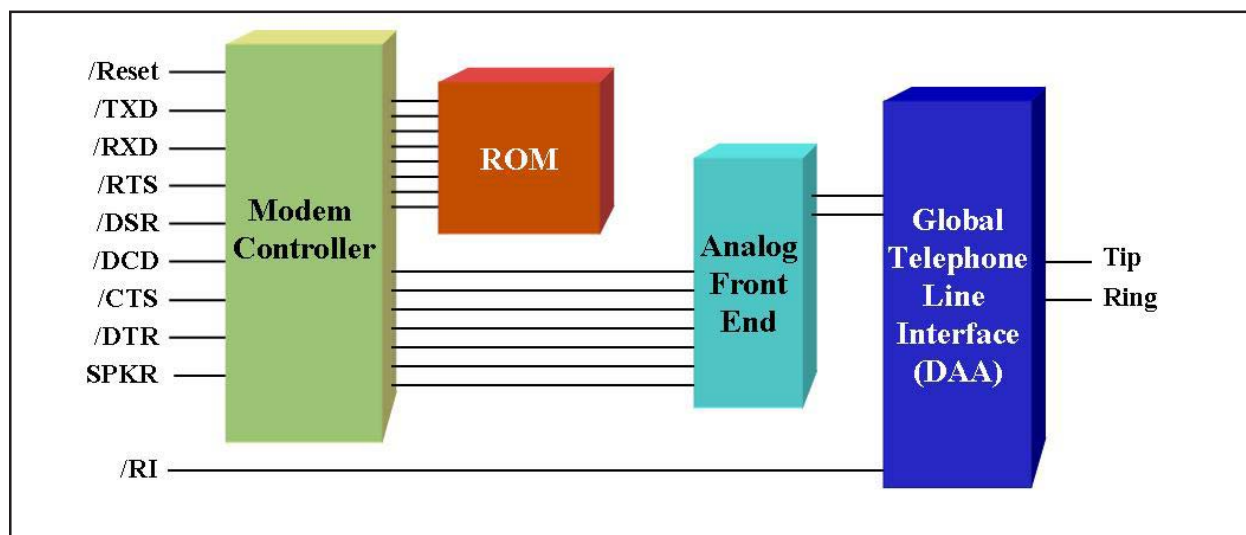 /Reset
/TXD
/RXD
/RTS
/DSR
/DCD
/CTS
/DTR
SPKR
/RI
Modem
Controller
ROM
Analog
Front
End
Global
Telephone
Line
Interface
(DAA)
Tip
Ring